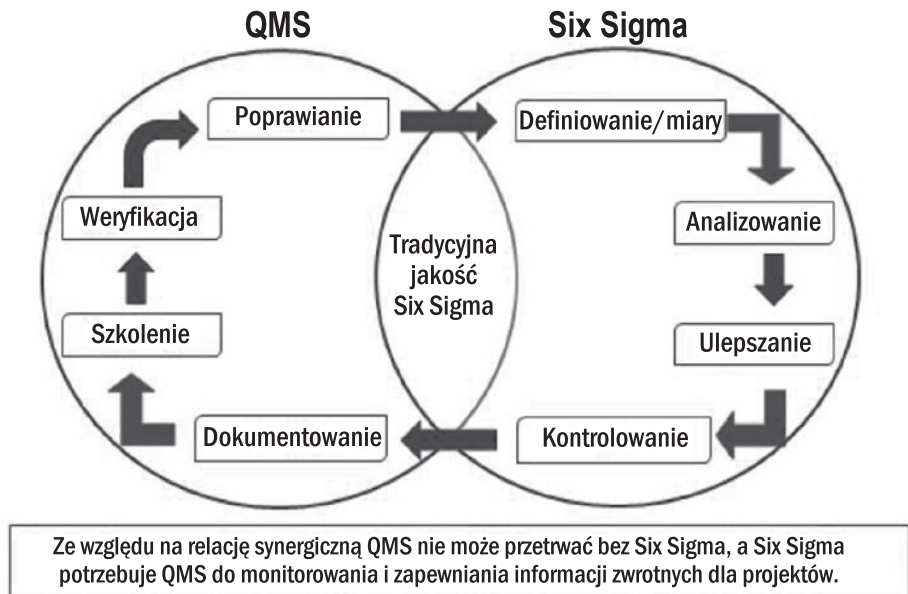 QMS
Six Sigma
Poprawianie
Definiowanie/miary
Weryfikacja
Analizowanie
Tradycyjna
jakość
Six Sigma
Szkolenie
Ulepszanie
Dokumentowanie
Kontrolowanie
Ze względu na relację synergiczną QMS nie może przetrwać bez Six Sigma, a Six Sigma
potrzebuje QMS do monitorowania i zapewniania informacji zwrotnych dla projektów.